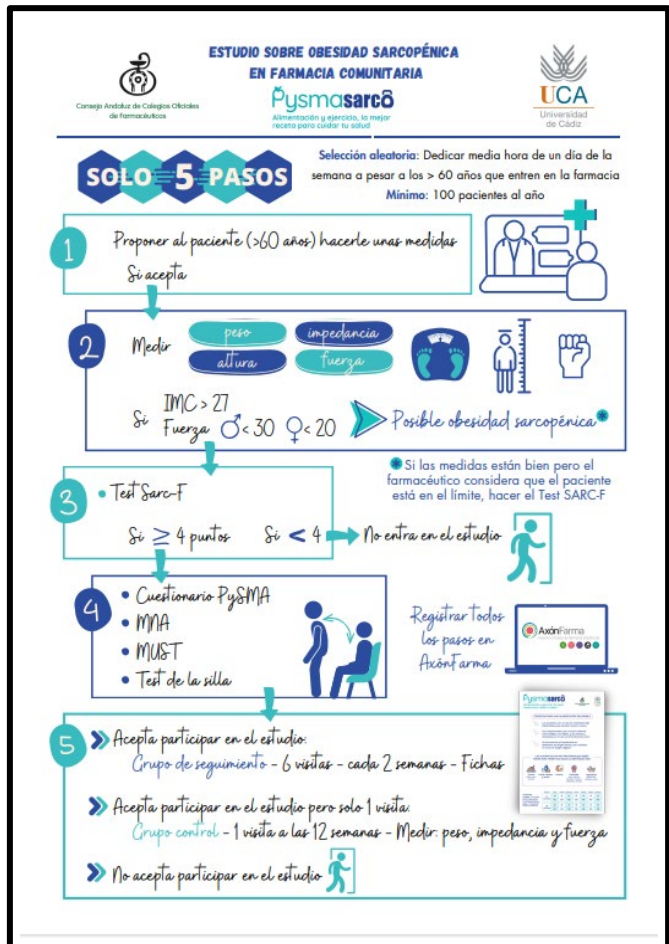 ESTUDIO SOBRE OBESIDAD SARCOPÉNICA
EN FARMACIA COMUNITARIA
Consejo Andaluz de Colegios Oficiales
de Farmacéuticos
Pysmasarcô
Alimentación y ejercicio, la mejor
receta para cuidar tu salud
UCA
Universidad
de Cádiz
SOLO 5 PASOS
Selección aleatoria: Dedicar media hora de un día de la
semana a pesar a los > 60 años que entren en la farmacia
Mínimo: 100 pacientes al año
1
Proponer al paciente (>60 años) hacerle unas medidas
Si acepta
2
Medir
peso
impedancia
altura
fuerza
Si
IMC > 27
Fuerza ♂ < 30 ♀ < 20
Posible obesidad sarcopénica*
* Si las medidas están bien pero el
farmacéutico considera que el paciente
está en el límite, hacer el Test SARC-F
3
• Test Sarc-F
Si ≥ 4 puntos
Si < 4
No entra en el estudio
4
• Cuestionario PySMA
• MNA
• MUST
• Test de la silla
Registrar todos
los pasos en
AxónFarma
AxónFarma
Pysmasarcô
5
Acepta participar en el estudio:
Grupo de seguimiento - 6 visitas - cada 2 semanas - Fichas
Acepta participar en el estudio pero solo 1 visita:
Grupo control - 1 visita a las 12 semanas - Medir: peso, impedancia y fuerza
No acepta participar en el estudio